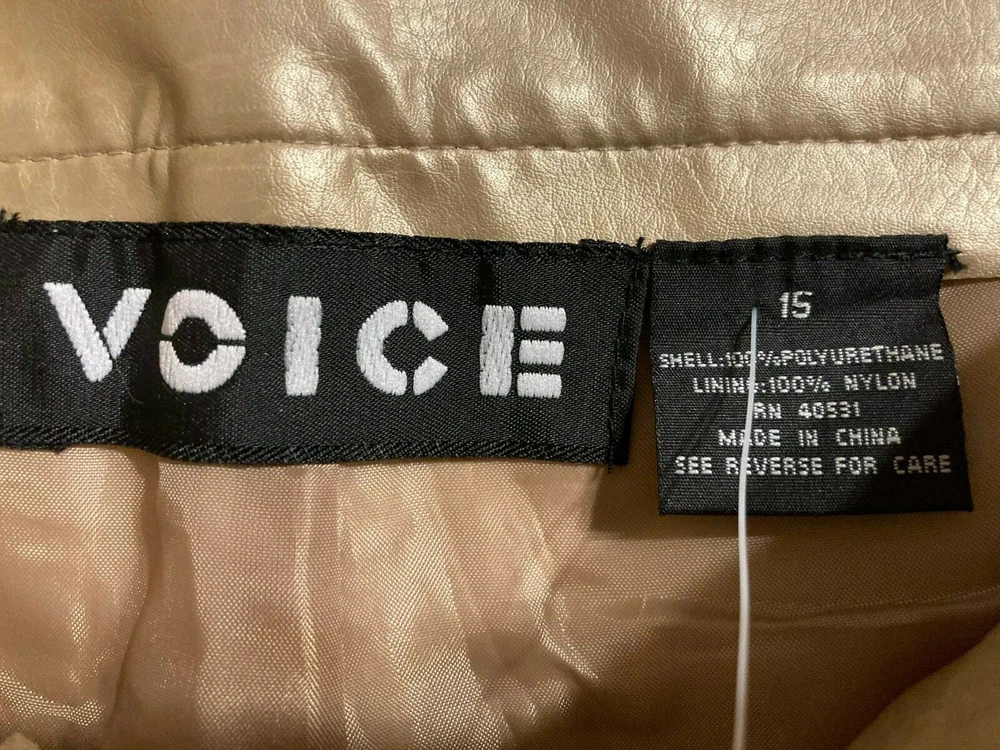 VOICE
15
SHELL:100%POLYURETHANE
LINING:100% NYLON
RN 40531
MADE IN CHINA
SEE REVERSE FOR CARE